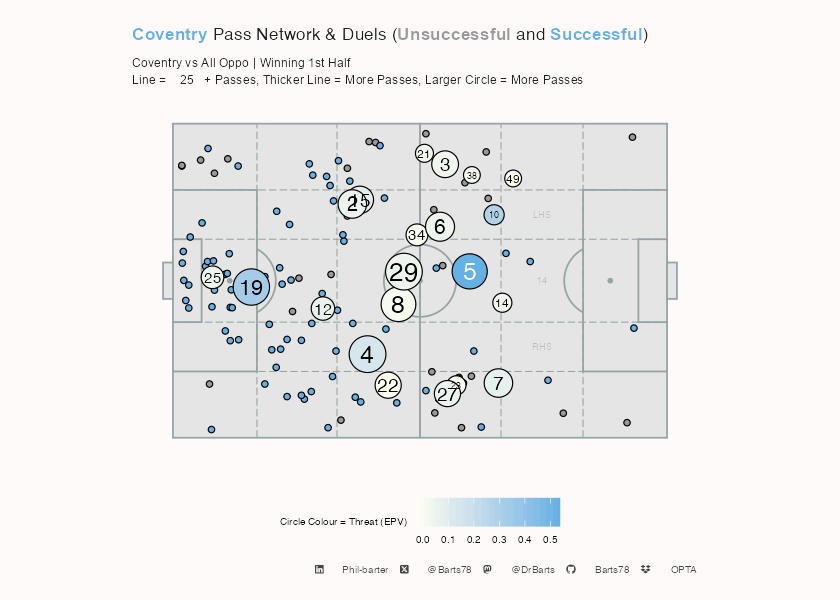 Coventry Pass Network & Duels (Unsuccessful and Successful)
Coventry vs All Oppo | Winning 1st Half
Line = 25 + Passes, Thicker Line = More Passes, Larger Circle = More Passes
21
3
38
49
2
15
10
LHS
6
34
29
5
14
25
19
8
14
12
4
RHS
22
27
23
7
Circle Colour = Threat (EPV)
0.0 0.1 0.2 0.3 0.4 0.5
Phil-barter @Barts78 @DrBarts Barts78 OPTA